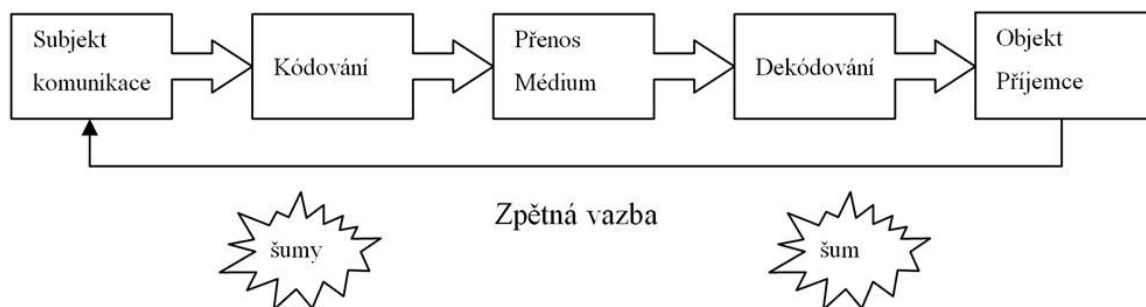 Subjekt
komunikace
Kódování
Přenos
Médium
Dekódování
Objekt
Příjemce
Zpětná vazba
šumy
šum